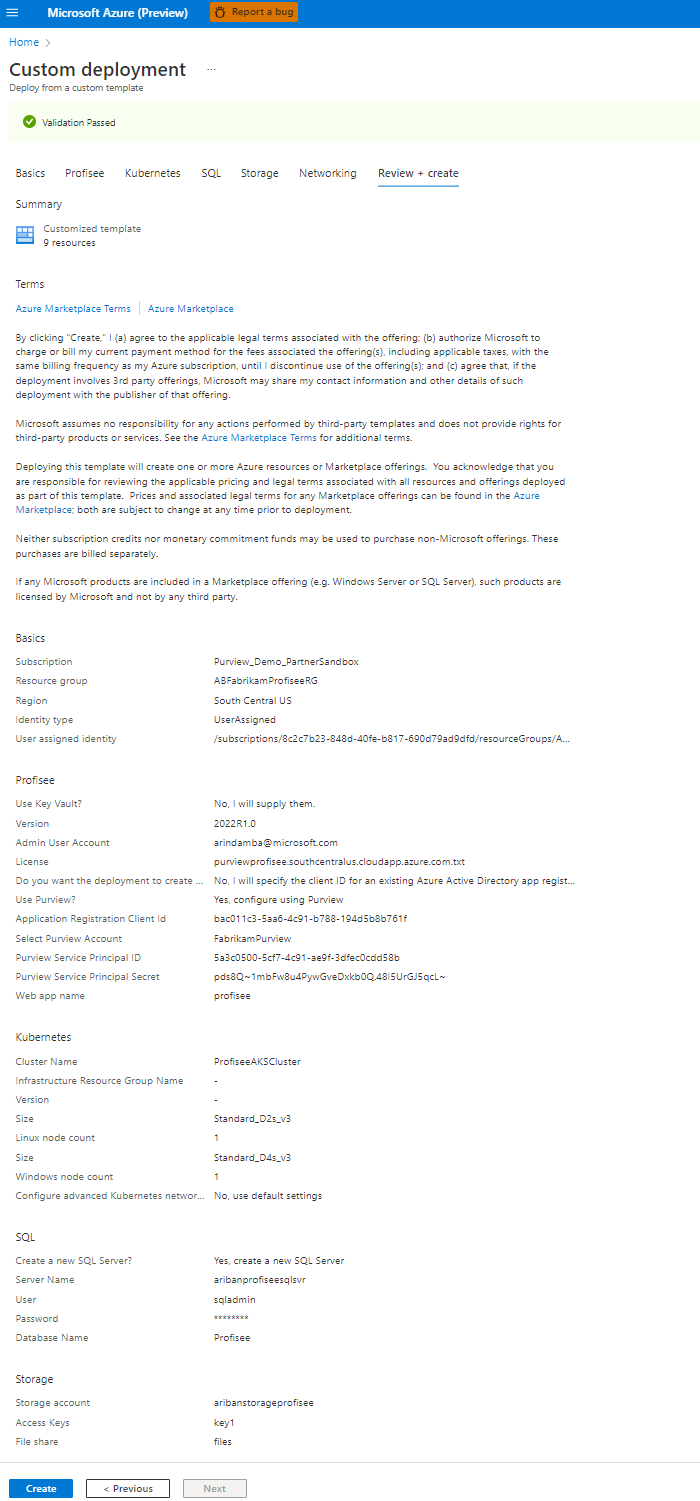 Microsoft Azure (Preview)
Report a bug
Home >
Custom deployment ...
Deploy from a custom template
Validation Passed
Basics Profisee Kubernetes SQL Storage Networking Review + create
Summary
Customized template
9 resources
Terms
Azure Marketplace Terms | Azure Marketplace
By clicking "Create," I (a) agree to the applicable legal terms associated with the offering; (b) authorize Microsoft to
charge or bill my current payment method for the fees associated the offering(s), including applicable taxes, with the
same billing frequency as my Azure subscription, until I discontinue use of the offering(s); and (c) agree that, if the
deployment involves 3rd party offerings, Microsoft may share my contact information and other details of such
deployment with the publisher of that offering.
Microsoft assumes no responsibility for any actions performed by third-party templates and does not provide rights for
third-party products or services. See the Azure Marketplace Terms for additional terms.
Deploying this template will create one or more Azure resources or Marketplace offerings. You acknowledge that you
are responsible for reviewing the applicable pricing and legal terms associated with all resources and offerings deployed
as part of this template. Prices and associated legal terms for any Marketplace offerings can be found in the Azure
Marketplace; both are subject to change at any time prior to deployment.
Neither subscription credits nor monetary commitment funds may be used to purchase non-Microsoft offerings. These
purchases are billed separately.
If any Microsoft products are included in a Marketplace offering (e.g. Windows Server or SQL Server), such products are
licensed by Microsoft and not by any third party.
Basics
Subscription Purview_Demo_PartnerSandbox
Resource group ABFabrikamProfiseeRG
Region South Central US
Identity type UserAssigned
User assigned identity /subscriptions/8c2c7b23-848d-40fe-b817-690d79ad9dfd/resourceGroups/A...
Profisee
Use Key Vault? No, I will supply them.
Version 2022R1.0
Admin User Account arindamba@microsoft.com
License purviewprofisee.southcentralus.cloudapp.azure.com.txt
Do you want the deployment to create ... No, I will specify the client ID for an existing Azure Active Directory app regist...
Use Purview? Yes, configure using Purview
Application Registration Client Id bac011c3-5aa6-4c91-b788-194d5b8b761f
Select Purview Account FabrikamPurview
Purview Service Principal ID 5a3c0500-5cf7-4c91-ae9f-3dfec0cdd58b
Purview Service Principal Secret pds8Q~1mbFw8u4PywGveDxkb0Q.48I5UrGJ5qcL~
Web app name profisee
Kubernetes
Cluster Name ProfiseeAKSCluster
Infrastructure Resource Group Name -
Version -
Size Standard_D2s_v3
Linux node count 1
Size Standard_D4s_v3
Windows node count 1
Configure advanced Kubernetes networ... No, use default settings
SQL
Create a new SQL Server? Yes, create a new SQL Server
Server Name aribanprofiseesqlsvr
User sqladmin
Password ********
Database Name Profisee
Storage
Storage account aribanstorageprofisee
Access Keys key1
File share files
Create < Previous Next